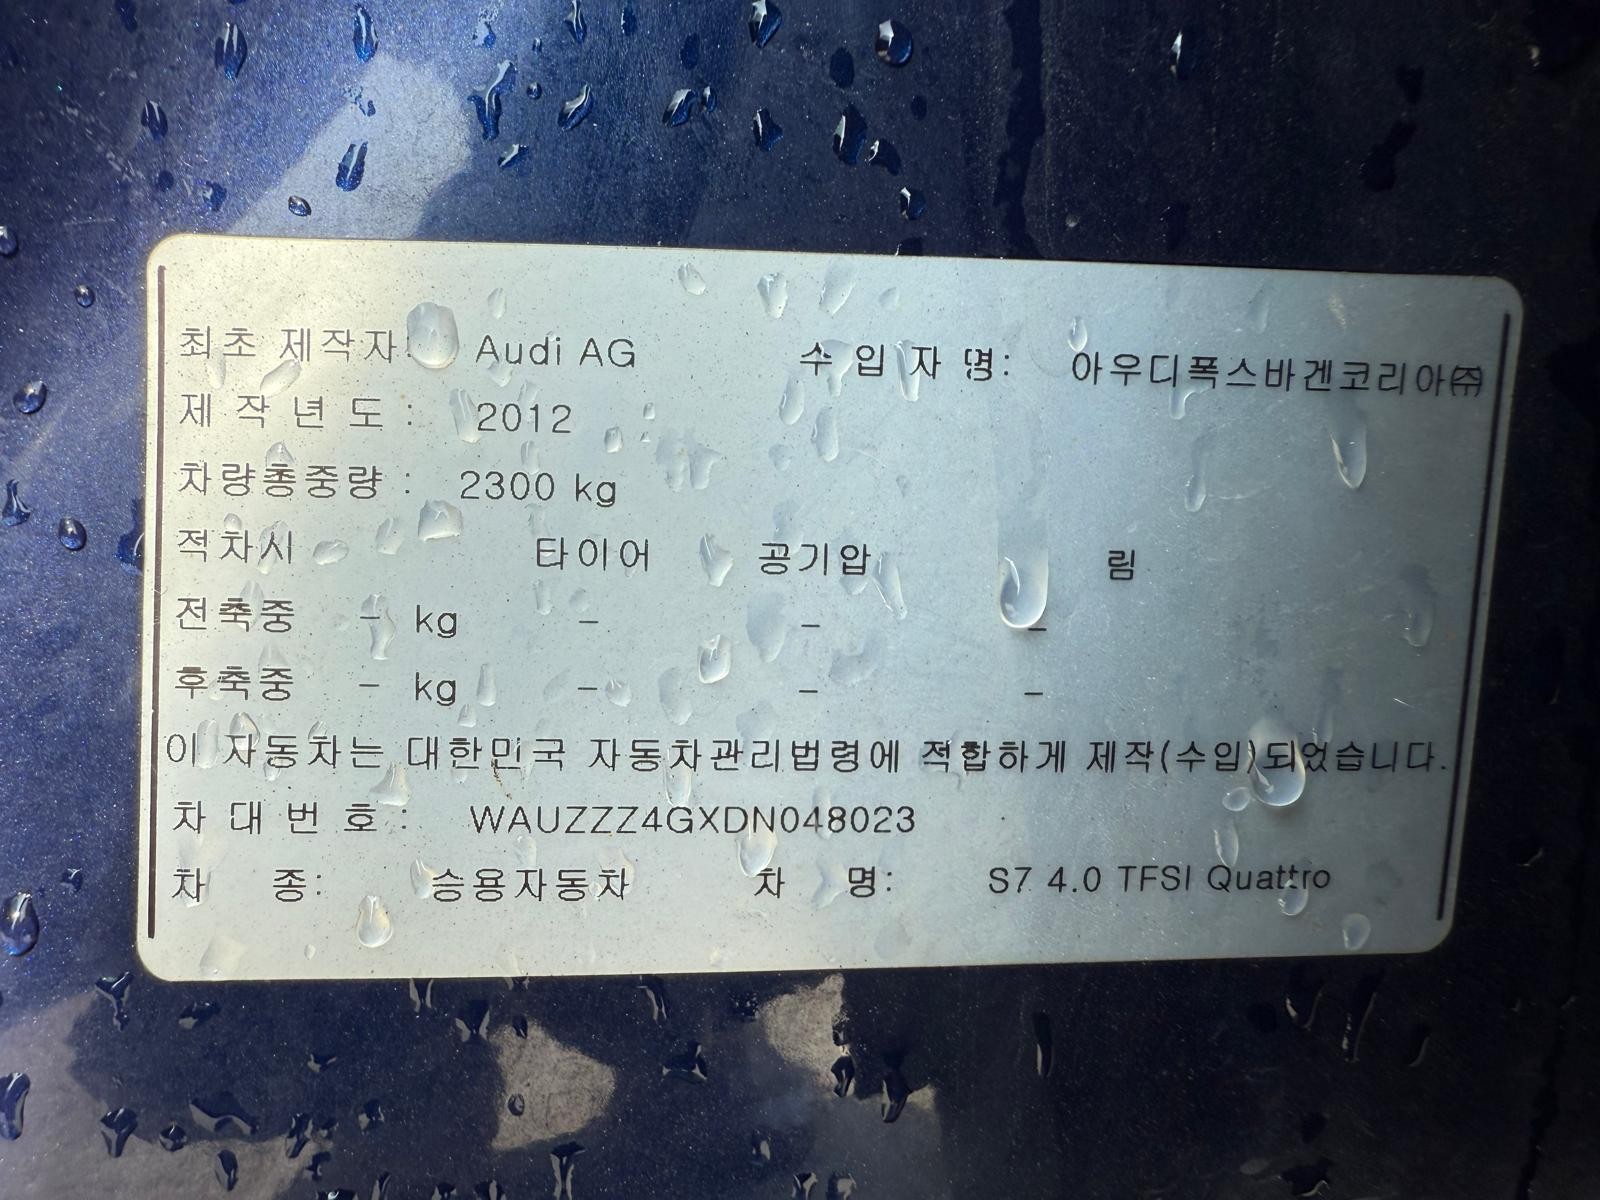 최초 제작자: Audi AG 수 입 자 명: 아우디폭스바겐코리아㈜
제 작 년 도 : 2012
차량총중량 : 2300 kg
적차시 타이어 공기압 림
전축중 - kg - - -
후축중 - kg - - -
이 자동차는 대한민국 자동차관리법령에 적합하게 제작(수입)되었습니다.
차 대 번 호 : WAUZZZ4GXDN048023
차 종: 승용자동차 차 명: S7 4.0 TFSI Quattro